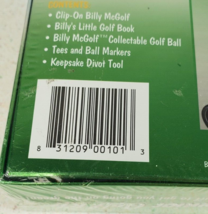 • Clip-On Billy McGolf
• Billy's Little Golf Book
• Billy McGolf™ Collectable Golf Ball
• Tees and Ball Markers
• Keepsake Divot Tool
8 31209 00101 3